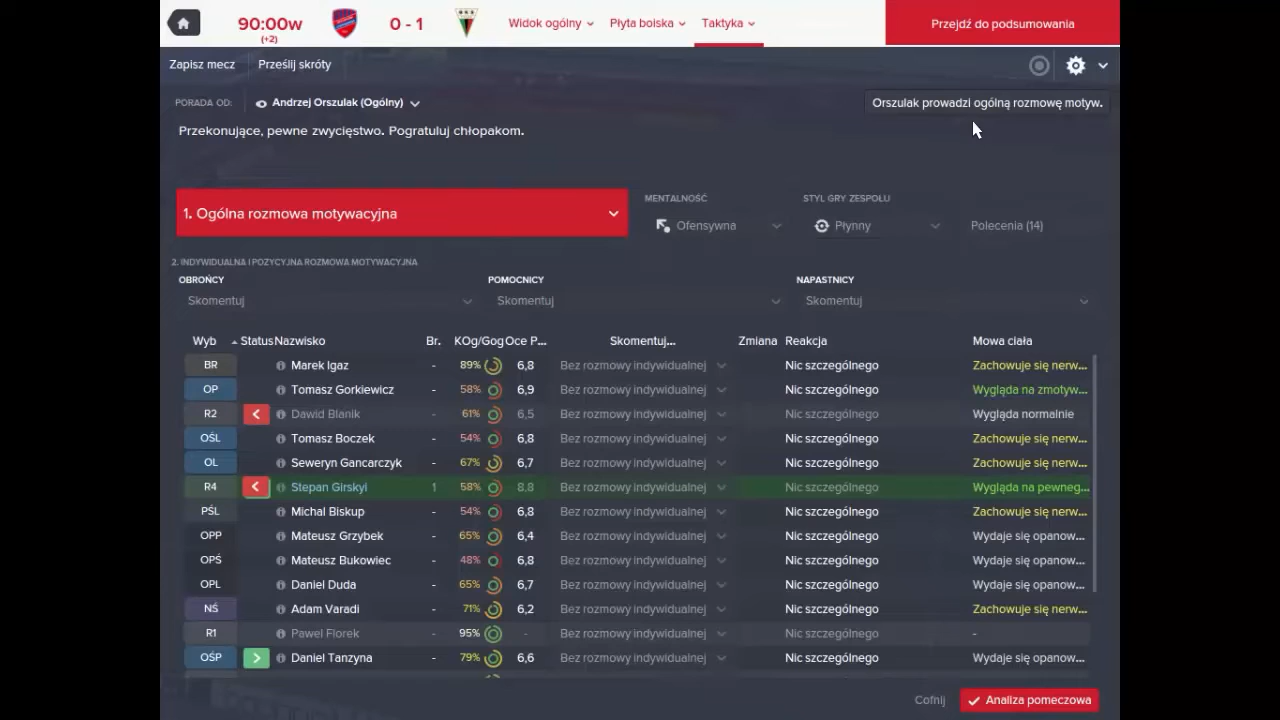 90:00w
(+2)
0 - 1
Widok ogólny
Płyta boiska
Taktyka
Przejdź do podsumowania
Zapisz mecz
Prześlij skróty
PORADA OD:
Andrzej Orszulak (Ogólny)
Orszulak prowadzi ogólną rozmowę motyw.
Przekonujące, pewne zwycięstwo. Pogratuluj chłopakom.
1. Ogólna rozmowa motywacyjna
MENTALNOŚĆ
Ofensywna
STYL GRY ZESPOŁU
Płynny
Polecenia (14)
2. INDYWIDUALNA I POZYCYJNA ROZMOWA MOTYWACYJNA
OBROŃCY
POMOCNICY
NAPASTNICY
Skomentuj
Skomentuj
Skomentuj
Wyb Status Nazwisko Br. KOg/Gog Oce P... Skomentuj... Zmiana Reakcja Mowa ciała
BR Marek Igaz - 89% 6,8 Bez rozmowy indywidualnej Nic szczególnego Zachowuje się nerw...
OP Tomasz Gorkiewicz - 58% 6,9 Bez rozmowy indywidualnej Nic szczególnego Wygląda na zmotyw...
R2 Dawid Blanik - 61% 6,5 Bez rozmowy indywidualnej Nic szczególnego Wygląda normalnie
OŚL Tomasz Boczek - 54% 6,8 Bez rozmowy indywidualnej Nic szczególnego Zachowuje się nerw...
OL Seweryn Gancarczyk - 67% 6,7 Bez rozmowy indywidualnej Nic szczególnego Zachowuje się nerw...
R4 Stepan Girskyi 1 58% 8,8 Bez rozmowy indywidualnej Nic szczególnego Wygląda na pewneg...
PŚL Michal Biskup - 54% 6,8 Bez rozmowy indywidualnej Nic szczególnego Zachowuje się nerw...
OPP Mateusz Grzybek - 65% 6,4 Bez rozmowy indywidualnej Nic szczególnego Wydaje się opanow...
OPŚ Mateusz Bukowiec - 48% 6,8 Bez rozmowy indywidualnej Nic szczególnego Wydaje się opanow...
OPL Daniel Duda - 65% 6,7 Bez rozmowy indywidualnej Nic szczególnego Wydaje się opanow...
NŚ Adam Varadi - 71% 6,2 Bez rozmowy indywidualnej Nic szczególnego Zachowuje się nerw...
R1 Pawel Florek - 95% - Bez rozmowy indywidualnej Nic szczególnego -
OŚP Daniel Tanzyna - 79% 6,6 Bez rozmowy indywidualnej Nic szczególnego Wydaje się opanow...
Cofnij
Analiza pomeczowa